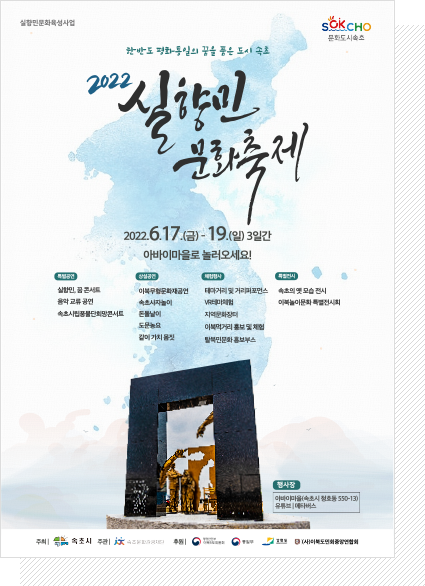 실향민문화육성사업
SOKCHO
문화도시속초
한반도 평화통일의 꿈을 품은 도시 속초
2022
실향민
문화축제
2022.6.17.(금) - 19.(일) 3일간
아바이마을로 놀러오세요!
특별공연
실향민, 꿈 콘서트
음악 교류 공연
속초시립풍물단희망콘서트
상설공연
이북무형문화재공연
속초사자놀이
돈돌날이
도문농요
같이 가치 몸짓
체험행사
테마거리 및 거리퍼포먼스
VR테마체험
지역문화장터
이북먹거리 홍보 및 체험
탈북민문화 홍보부스
특별전시
속초의 옛 모습 전시
이북놀이문화 특별전시회
행사장
아바이마을(속초시 청호동 550-13)
유튜브 | 메타버스
주최 | 속초시 주관 | 후원 | 통일부 강원도 (사)이북도민회중앙연합회